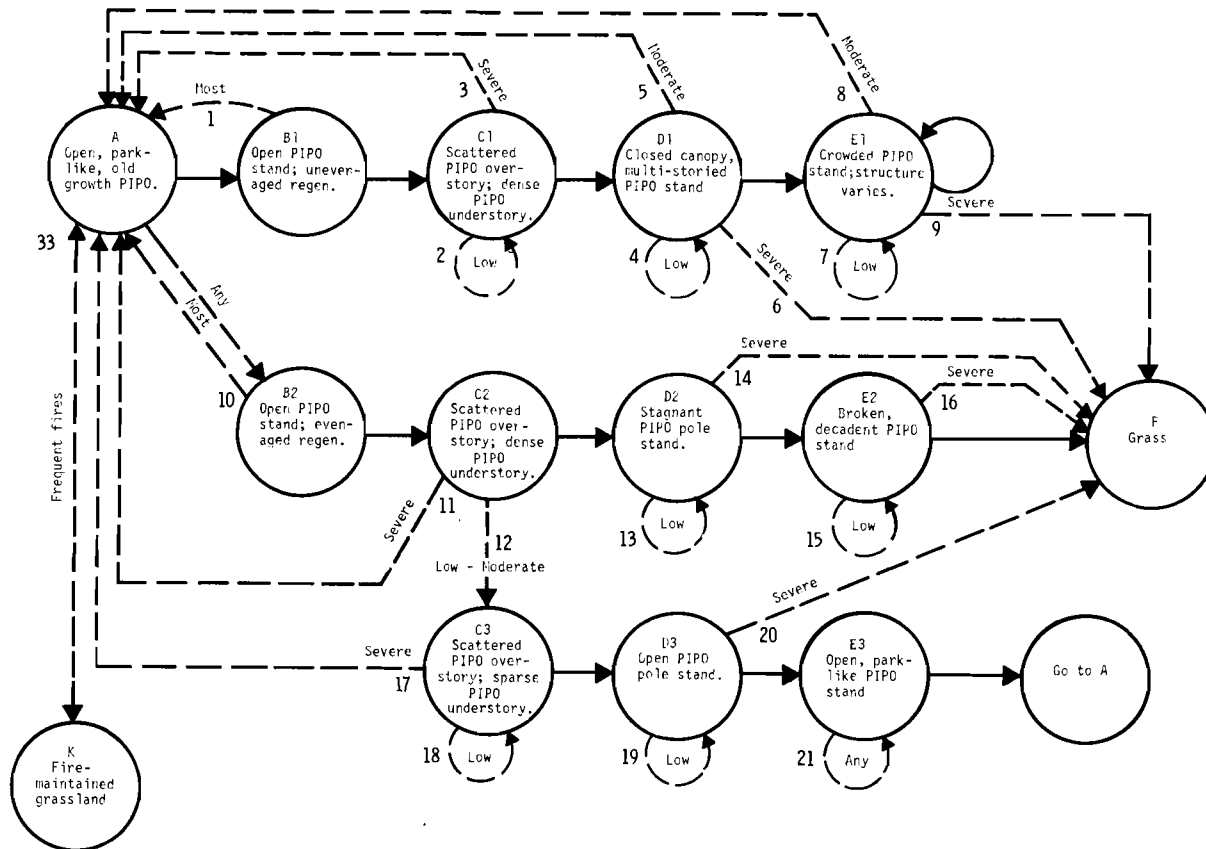 Moderate
Moderate
Severe
3
5
8
Most
1
A
Open, park-
like, old
growth PIPO.
B1
Open PIPO
stand; uneven-
aged regen.
C1
Scattered
PIPO over-
story; dense
PIPO
understory.
D1
Closed canopy,
multi-storied
PIPO stand
E1
Crowded PIPO
stand;structure
varies.
Severe
9
33
2
Low
4
Low
7
Low
Severe
6
Any
Most
10
B2
Open PIPO
stand; even-
aged regen.
C2
Scattered
PIPO over-
story; dense
PIPO
understory.
D2
Stagnant
PIPO pole
stand.
E2
Broken,
decadent PIPO
stand
Severe
14
Severe
16
F
Grass
Frequent fires
11
Severe
12
Low - Moderate
13
Low
15
Low
Severe
17
C3
Scattered
PIPO over-
story; sparse
PIPO
understory.
D3
Open PIPO
pole stand.
Severe
20
E3
Open, park-
like PIPO
stand
Go to A
18
Low
19
Low
21
Any
K
Fire-
maintained
grassland